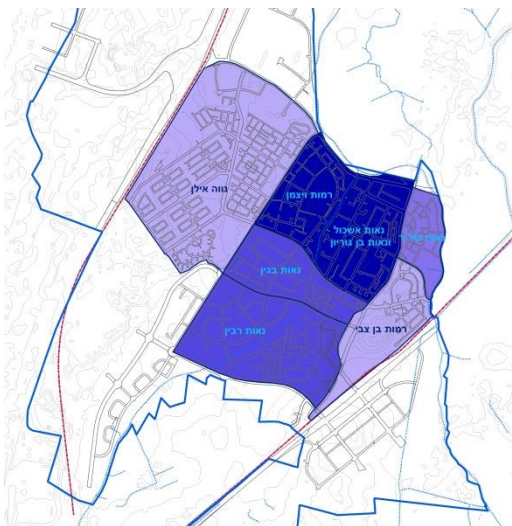 נווה אילן
רמות ויצמן
נאות אשכול
ונאות בן גוריון
נאות בגין
רמות בן צבי
נאות רבין